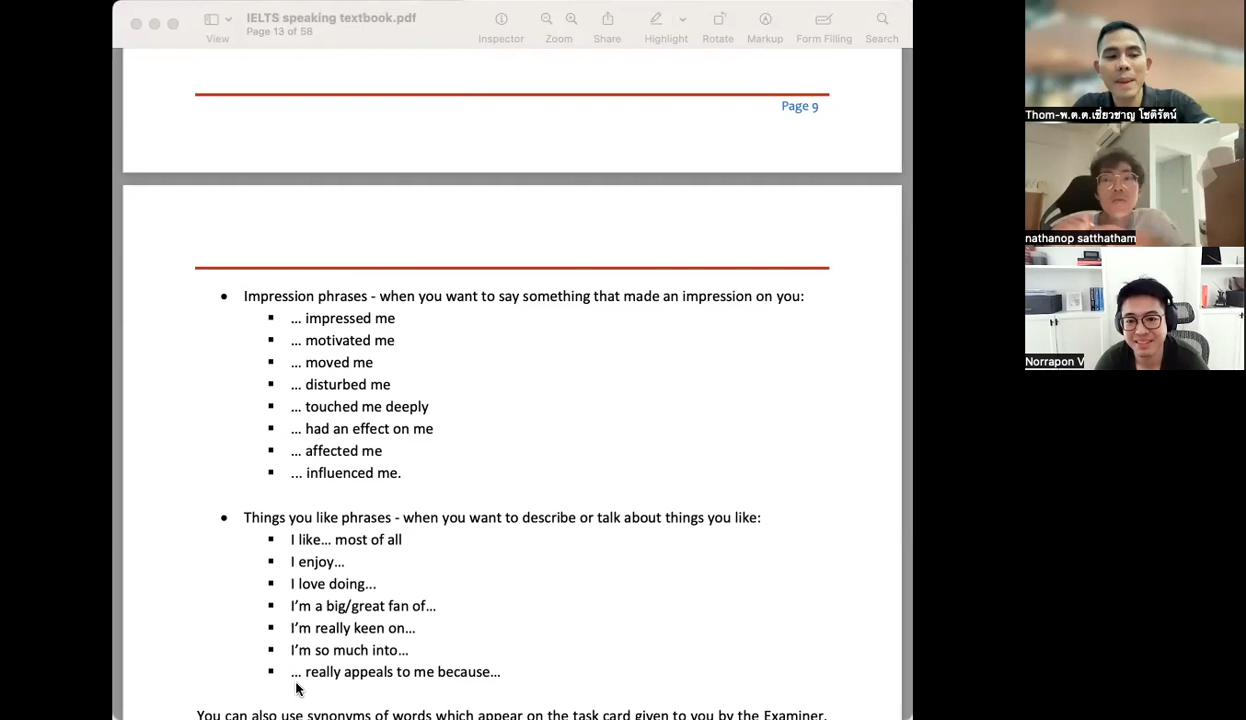 IELTS speaking textbook.pdf
Page 13 of 58
View
Inspector
Zoom
Share
Highlight
Rotate
Markup
Form Filling
Search
Page 9
• Impression phrases - when you want to say something that made an impression on you:
▪ ... impressed me
▪ ... motivated me
▪ ... moved me
▪ ... disturbed me
▪ ... touched me deeply
▪ ... had an effect on me
▪ ... affected me
▪ ... influenced me.
• Things you like phrases - when you want to describe or talk about things you like:
▪ I like... most of all
▪ I enjoy...
▪ I love doing...
▪ I'm a big/great fan of...
▪ I'm really keen on...
▪ I'm so much into...
▪ ... really appeals to me because...
You can also use synonyms of words which appear on the task card given to you by the Examiner.
Thom-พ.ต.ต.เชี่ยวชาญ โชติรัตน์
nathanop satthatham
Norrapon V